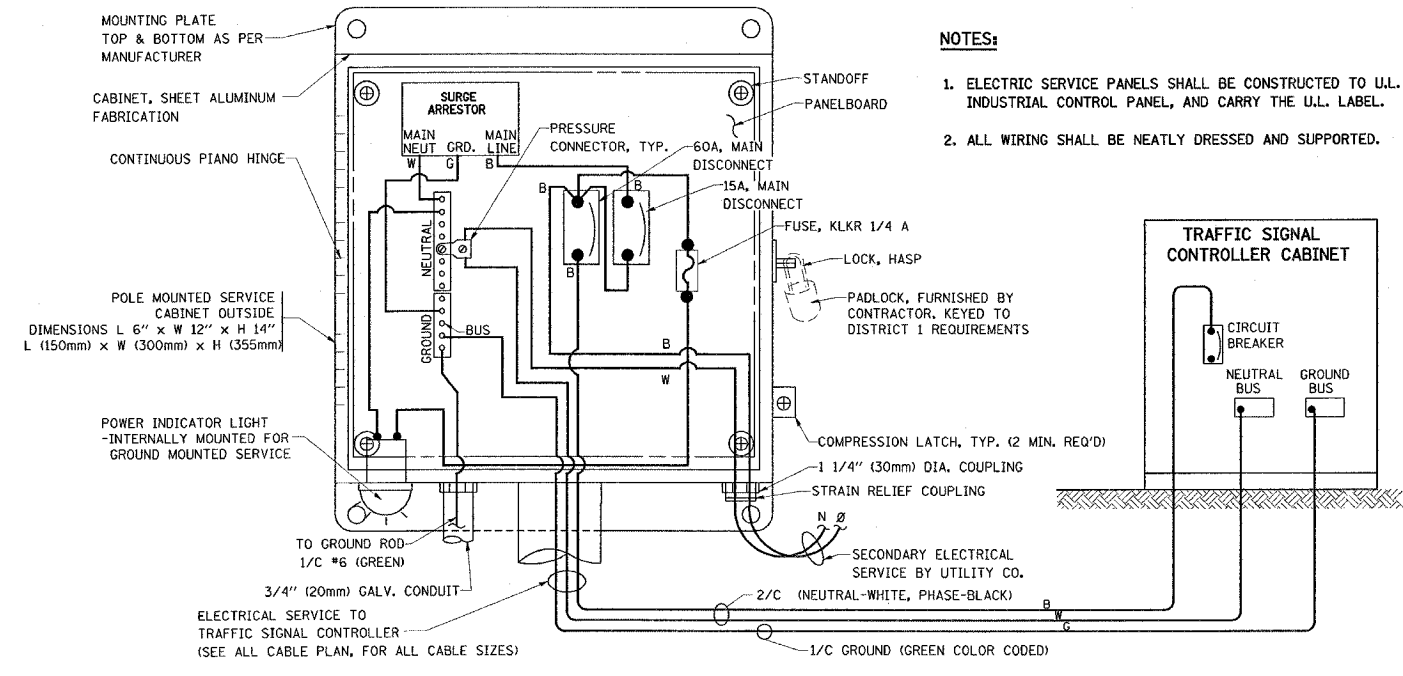 MOUNTING PLATE
TOP & BOTTOM AS PER
MANUFACTURER
CABINET, SHEET ALUMINUM
FABRICATION
CONTINUOUS PIANO HINGE
POLE MOUNTED SERVICE
CABINET OUTSIDE
DIMENSIONS L 6" x W 12" x H 14"
L (150mm) x W (300mm) x H (355mm)
POWER INDICATOR LIGHT
-INTERNALLY MOUNTED FOR
GROUND MOUNTED SERVICE
SURGE
ARRESTOR
MAIN
NEUT
GRD.
MAIN
LINE
W
G
B
PRESSURE
CONNECTOR, TYP.
STANDOFF
PANELBOARD
60A, MAIN
DISCONNECT
15A, MAIN
DISCONNECT
B
B
B
FUSE, KLKR 1/4 A
NEUTRAL
GROUND
BUS
B
W
LOCK, HASP
PADLOCK, FURNISHED BY
CONTRACTOR, KEYED TO
DISTRICT 1 REQUIREMENTS
COMPRESSION LATCH, TYP. (2 MIN. REQ'D)
1 1/4" (30mm) DIA. COUPLING
STRAIN RELIEF COUPLING
N Ø
SECONDARY ELECTRICAL
SERVICE BY UTILITY CO.
TO GROUND ROD
1/C #6 (GREEN)
3/4" (20mm) GALV. CONDUIT
ELECTRICAL SERVICE TO
TRAFFIC SIGNAL CONTROLLER
(SEE ALL CABLE PLAN, FOR ALL CABLE SIZES)
2/C (NEUTRAL-WHITE, PHASE-BLACK)
B
W
G
1/C GROUND (GREEN COLOR CODED)
NOTES:
1. ELECTRIC SERVICE PANELS SHALL BE CONSTRUCTED TO U.L.
INDUSTRIAL CONTROL PANEL, AND CARRY THE U.L. LABEL.
2. ALL WIRING SHALL BE NEATLY DRESSED AND SUPPORTED.
TRAFFIC SIGNAL
CONTROLLER CABINET
CIRCUIT
BREAKER
NEUTRAL
BUS
GROUND
BUS